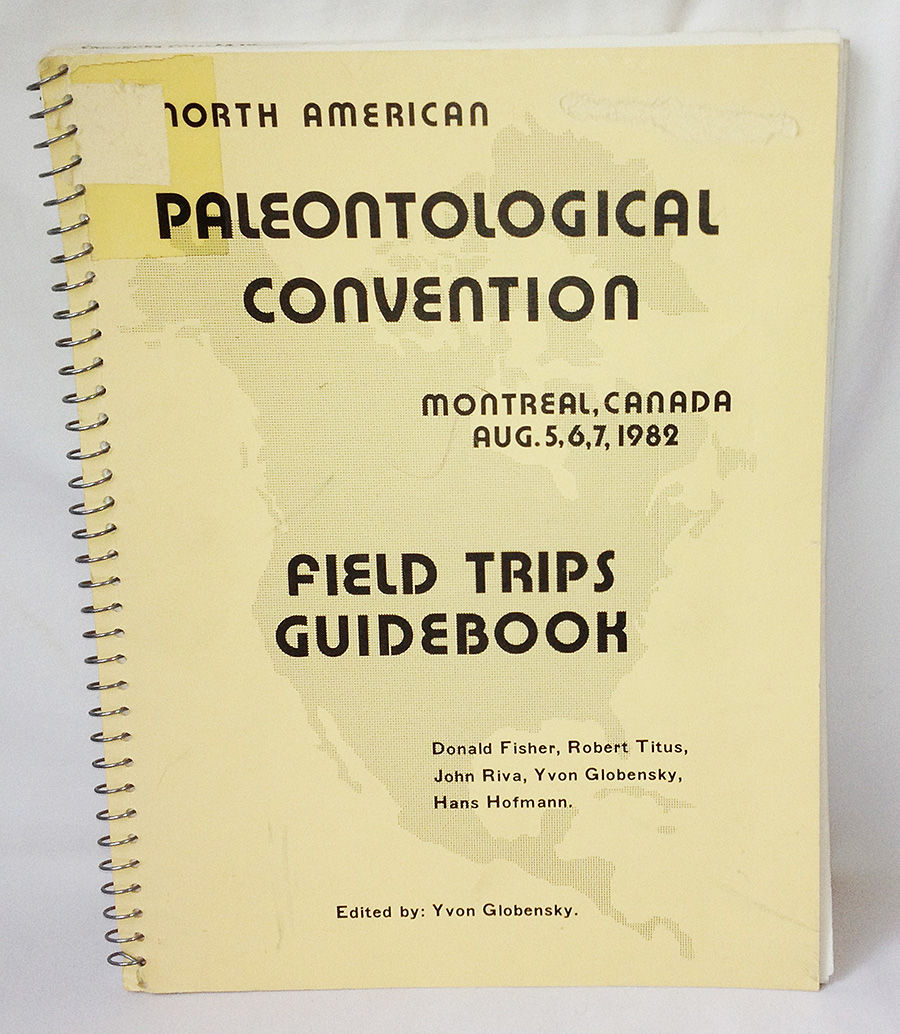 NORTH AMERICAN
PALEONTOLOGICAL
CONVENTION
MONTREAL, CANADA
AUG. 5, 6, 7, 1982
FIELD TRIPS
GUIDEBOOK
Donald Fisher, Robert Titus,
John Riva, Yvon Globensky,
Hans Hofmann.
Edited by: Yvon Globensky.